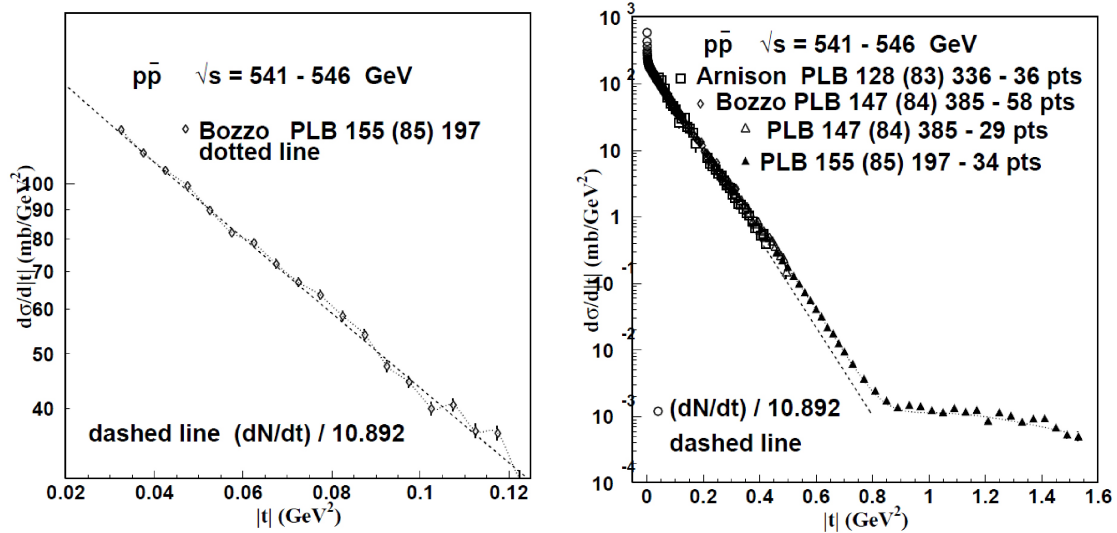 pp̄ √s = 541 - 546 GeV
Bozzo PLB 155 (85) 197
dotted line
dashed line (dN/dt) / 10.892
dσ/d|t| (mb/GeV²)
100
90
80
70
60
50
40
0.02 0.04 0.06 0.08 0.1 0.12
|t| (GeV²)
pp̄ √s = 541 - 546 GeV
Arnison PLB 128 (83) 336 - 36 pts
Bozzo PLB 147 (84) 385 - 58 pts
PLB 147 (84) 385 - 29 pts
PLB 155 (85) 197 - 34 pts
(dN/dt) / 10.892
dashed line
dσ/d|t| (mb/GeV²)
10³
10²
10
1
10⁻¹
10⁻²
10⁻³
10⁻⁴
0 0.2 0.4 0.6 0.8 1 1.2 1.4 1.6
|t| (GeV²)